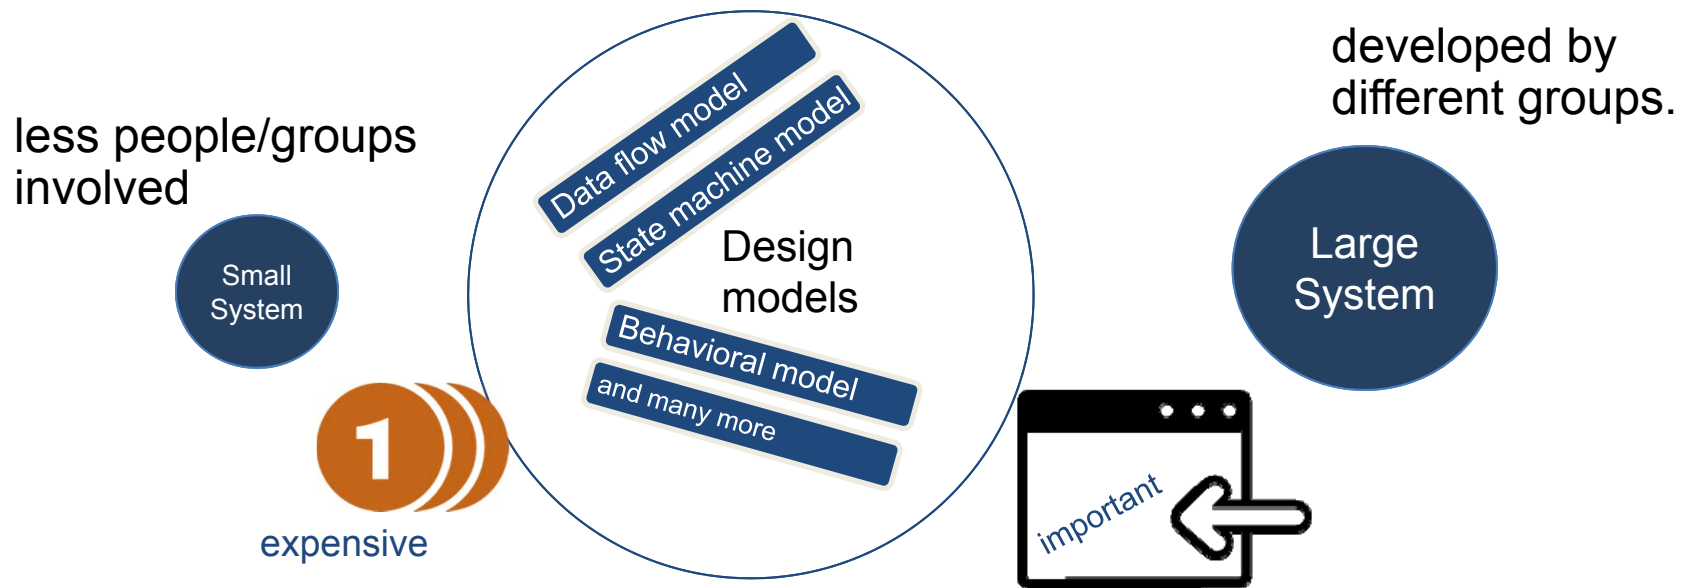 less people/groups
involved
Small
System
1
expensive
Data flow model
State machine model
Design
models
Behavioral model
and many more
developed by
different groups.
Large
System
important